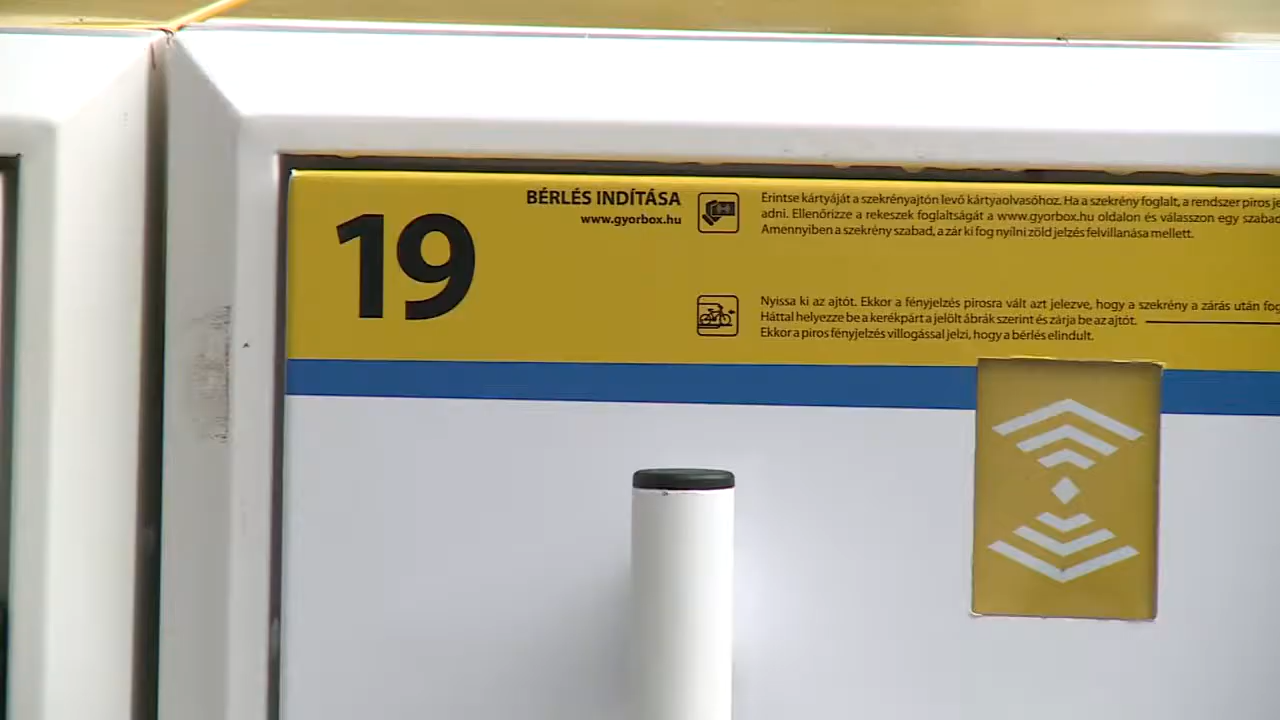 19
BÉRLÉS INDÍTÁSA
www.gyorbox.hu
Erintse kártyáját a szekrényajtón levő kártyaolvasóhoz. Ha a szekrény foglalt, a rendszer piros
adni. Ellenőrizze a rekeszek foglaltságát a www.gyorbox.hu oldalon és válasszon egy
Amennyiben a szekrény szabad, a zár ki fog nyílni zöld jelzés felvillanása mellett.
Nyissa ki az ajtót. Ekkor a fényjelzés pirosra vált azt jelezve, hogy a szekrény a zárás után
Háttal helyezze be a kerékpárt a jelölt ábrák szerint és zárja be az ajtót.
Ekkor a piros fényjelzés villogással jelzi, hogy a bérlés elindult.